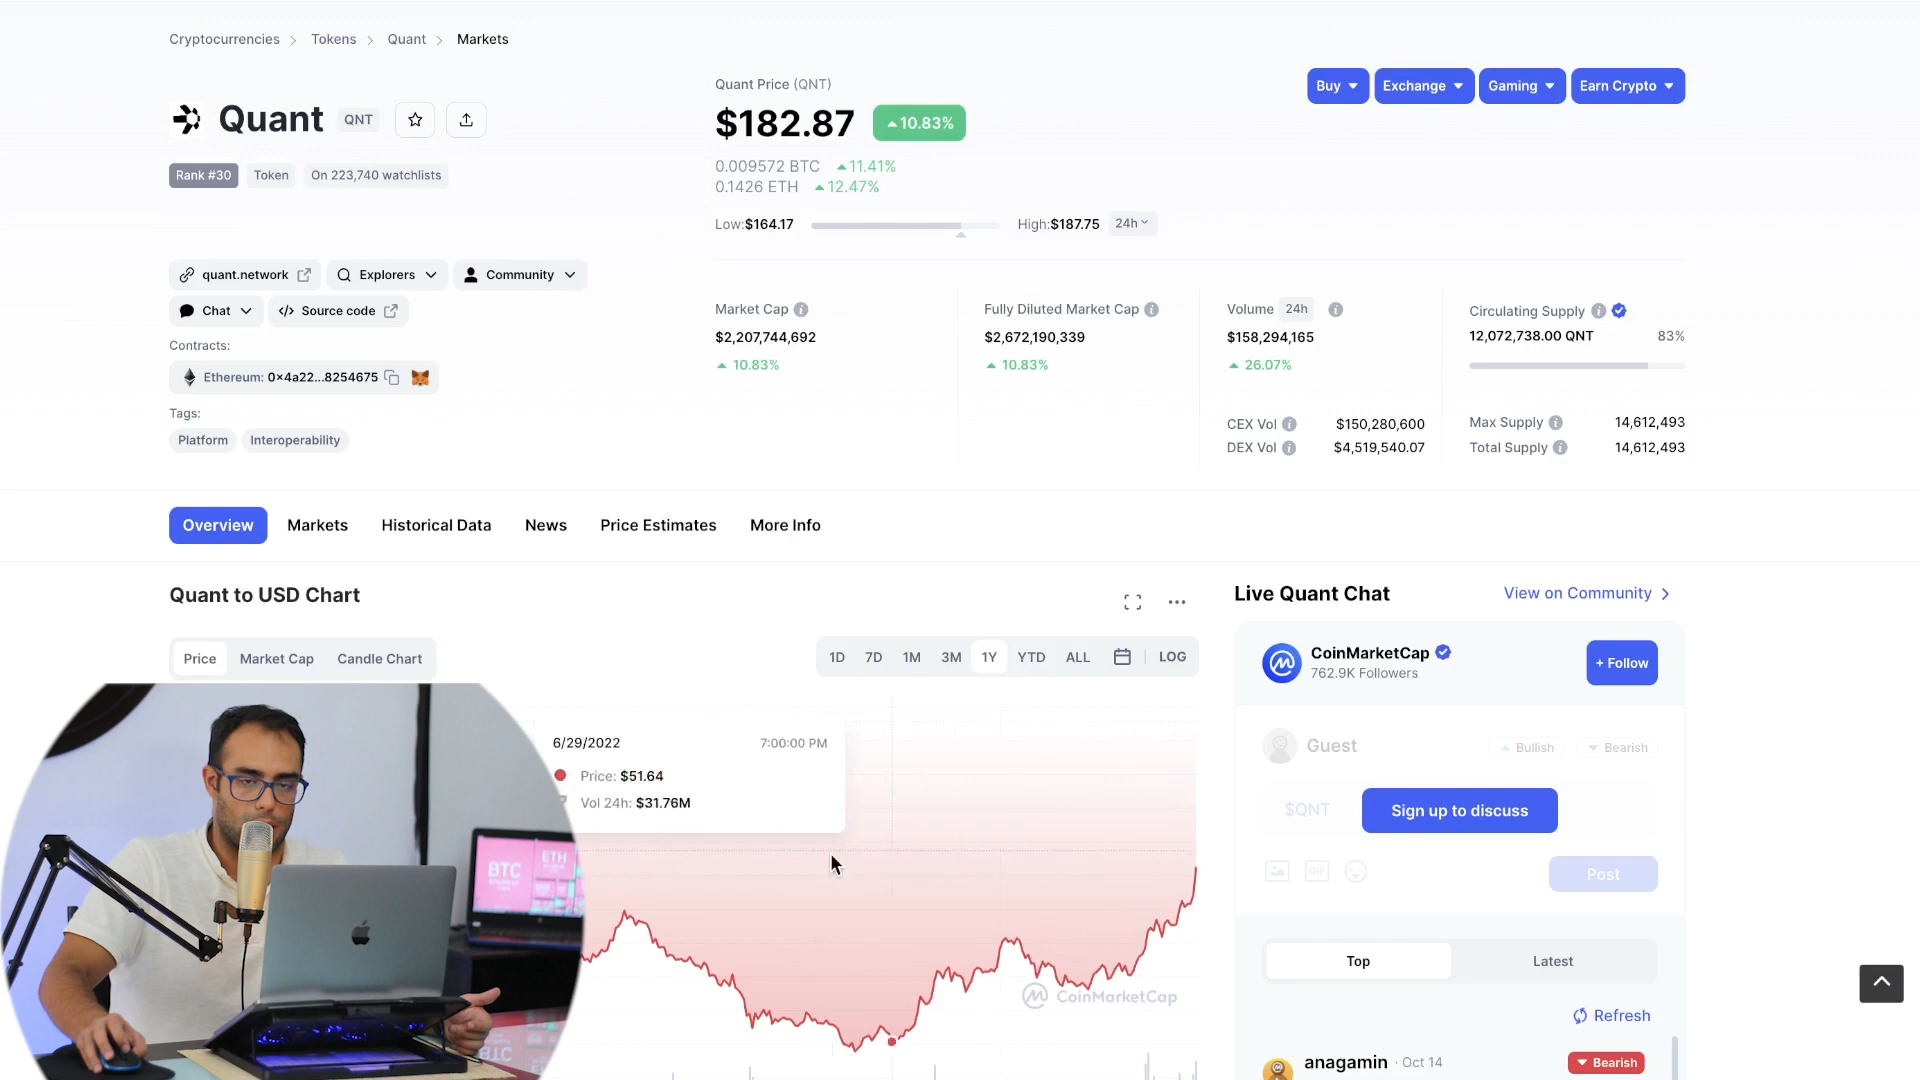 Cryptocurrencies > Tokens > Quant > Markets
Quant QNT
Rank #30 Token On 223,740 watchlists
quant.network Explorers Community
Chat Source code
Contracts:
Ethereum: 0x4a22...8254675
Tags:
Platform Interoperability
Quant Price (QNT)
$182.87 10.83%
0.009572 BTC 11.41%
0.1426 ETH 12.47%
Low:$164.17 High:$187.75 24h
Buy Exchange Gaming Earn Crypto
Market Cap
$2,207,744,692
10.83%
Fully Diluted Market Cap
$2,672,190,339
10.83%
Volume 24h
$158,294,165
26.07%
CEX Vol $150,280,600
DEX Vol $4,519,540.07
Circulating Supply
12,072,738.00 QNT 83%
Max Supply 14,612,493
Total Supply 14,612,493
Overview Markets Historical Data News Price Estimates More Info
Quant to USD Chart
Price Market Cap Candle Chart
1D 7D 1M 3M 1Y YTD ALL LOG
6/29/2022 7:00:00 PM
Price: $51.64
Vol 24h: $31.76M
CoinMarketCap
BTC ETH
BTC
Live Quant Chat View on Community >
CoinMarketCap
762.9K Followers
+ Follow
Guest Bullish Bearish
$QNT Sign up to discuss
GIF Post
Top Latest
Refresh
anagamin · Oct 14 Bearish